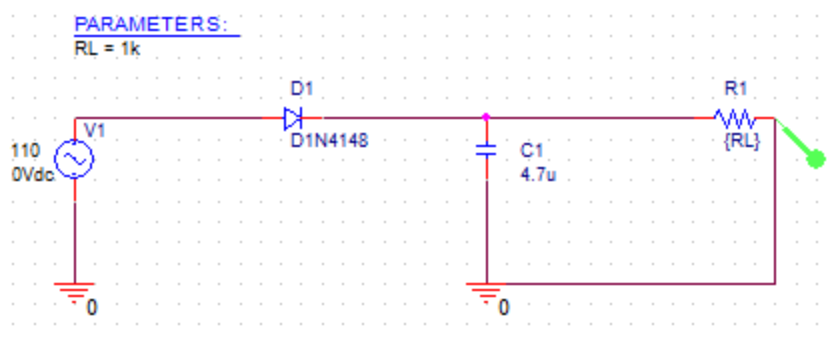 PARAMETERS:
RL = 1k
D1
R1
V1
D1N4148
{RL}
110
0Vdc
C1
4.7u
0
0